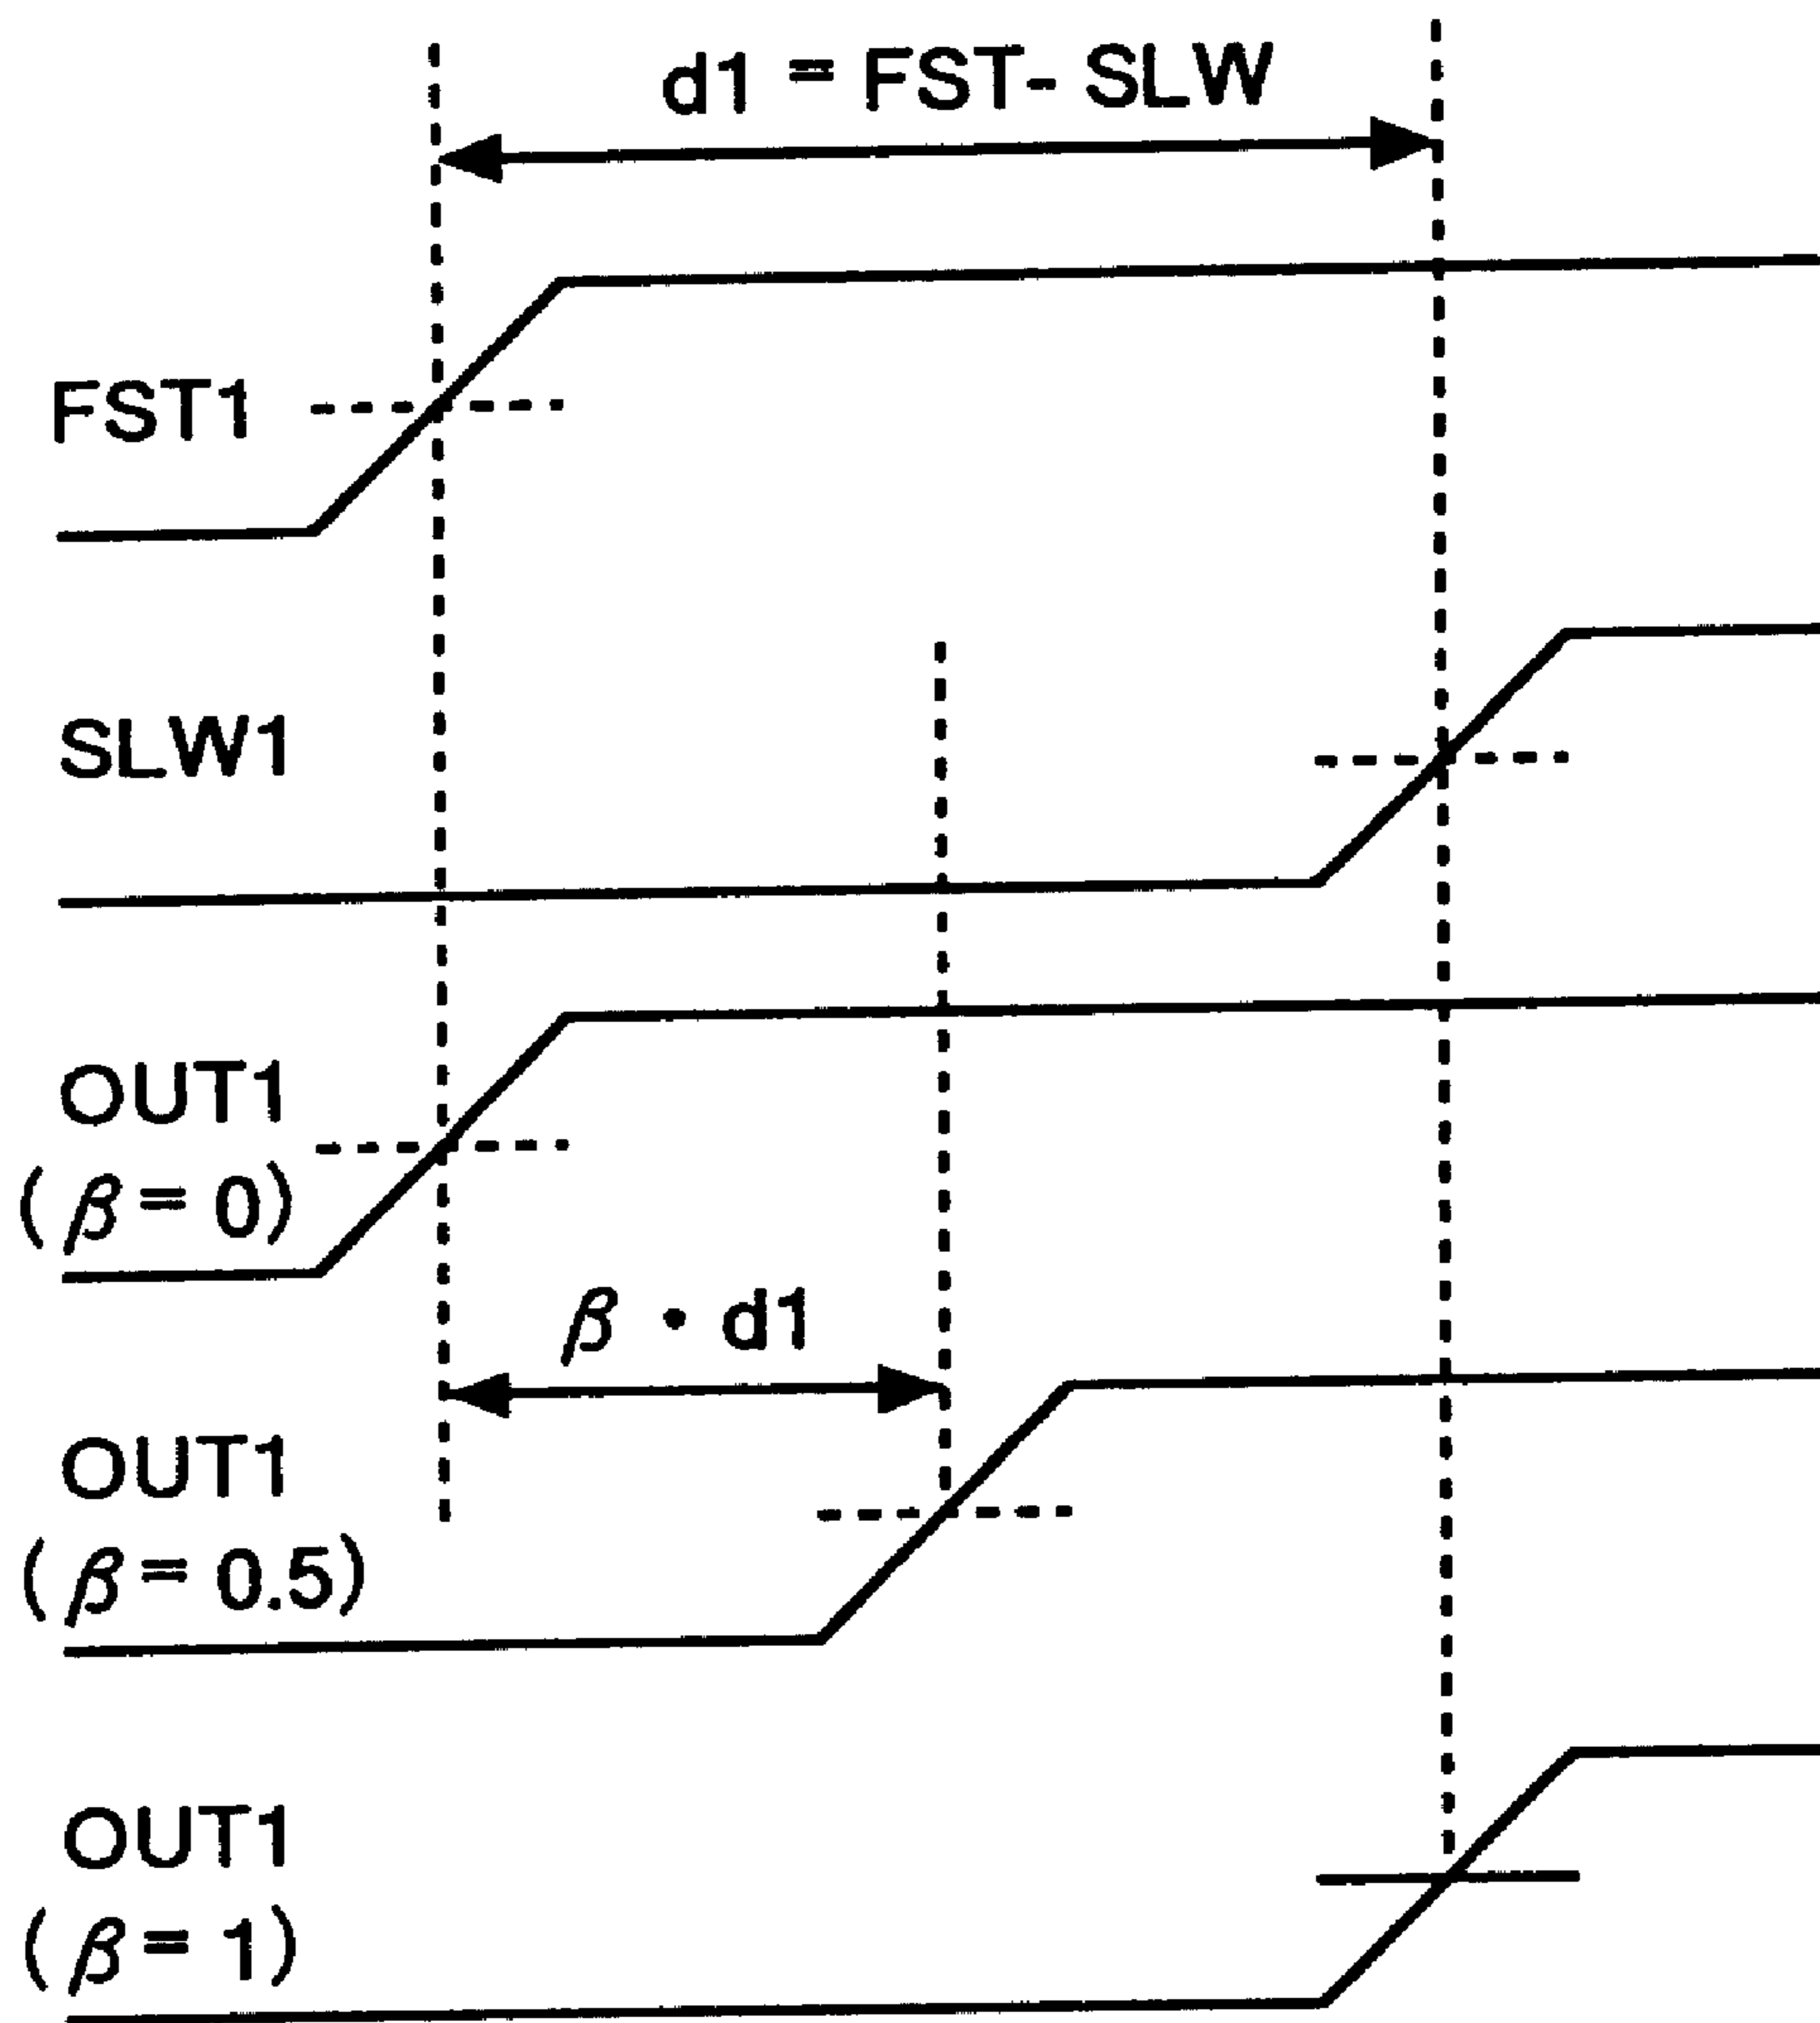 d1 = FST- SLW
FST1
SLW1
OUT1
( β = 0)
β • d1
OUT1
( β = 0.5)
OUT1
( β = 1)